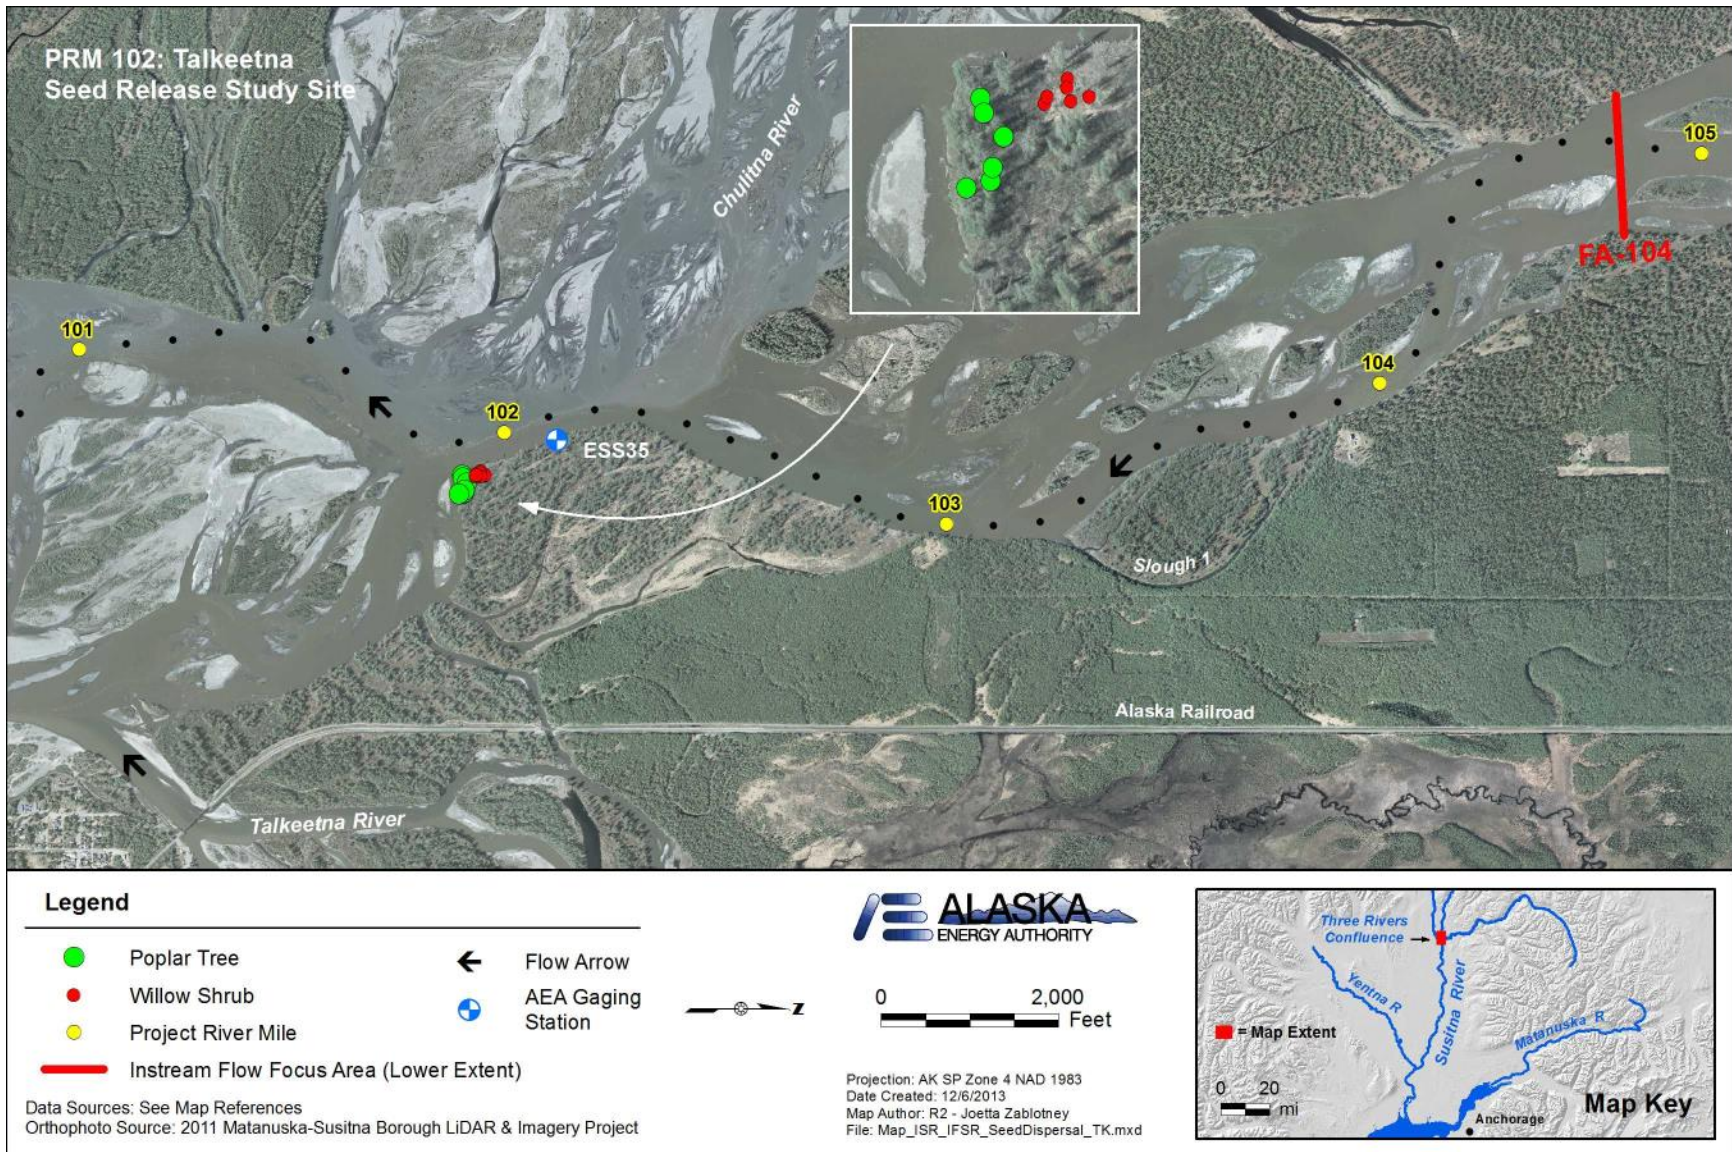 PRM 102: Talkeetna
Seed Release Study Site
Chulitna River
105
FA-104
101
104
102
ESS35
103
Slough 1
Alaska Railroad
Talkeetna River
Legend
Poplar Tree
Willow Shrub
Project River Mile
Instream Flow Focus Area (Lower Extent)
Flow Arrow
AEA Gaging
Station
Data Sources: See Map References
Orthophoto Source: 2011 Matanuska-Susitna Borough LiDAR & Imagery Project
Z
ALASKA
ENERGY AUTHORITY
0 2,000
Feet
Projection: AK SP Zone 4 NAD 1983
Date Created: 12/6/2013
Map Author: R2 - Joetta Zablotney
File: Map_ISR_IFSR_SeedDispersal_TK.mxd
Three Rivers
Confluence
Yentna R
Susitna River
Matanuska R
= Map Extent
0 20
mi
Anchorage
Map Key